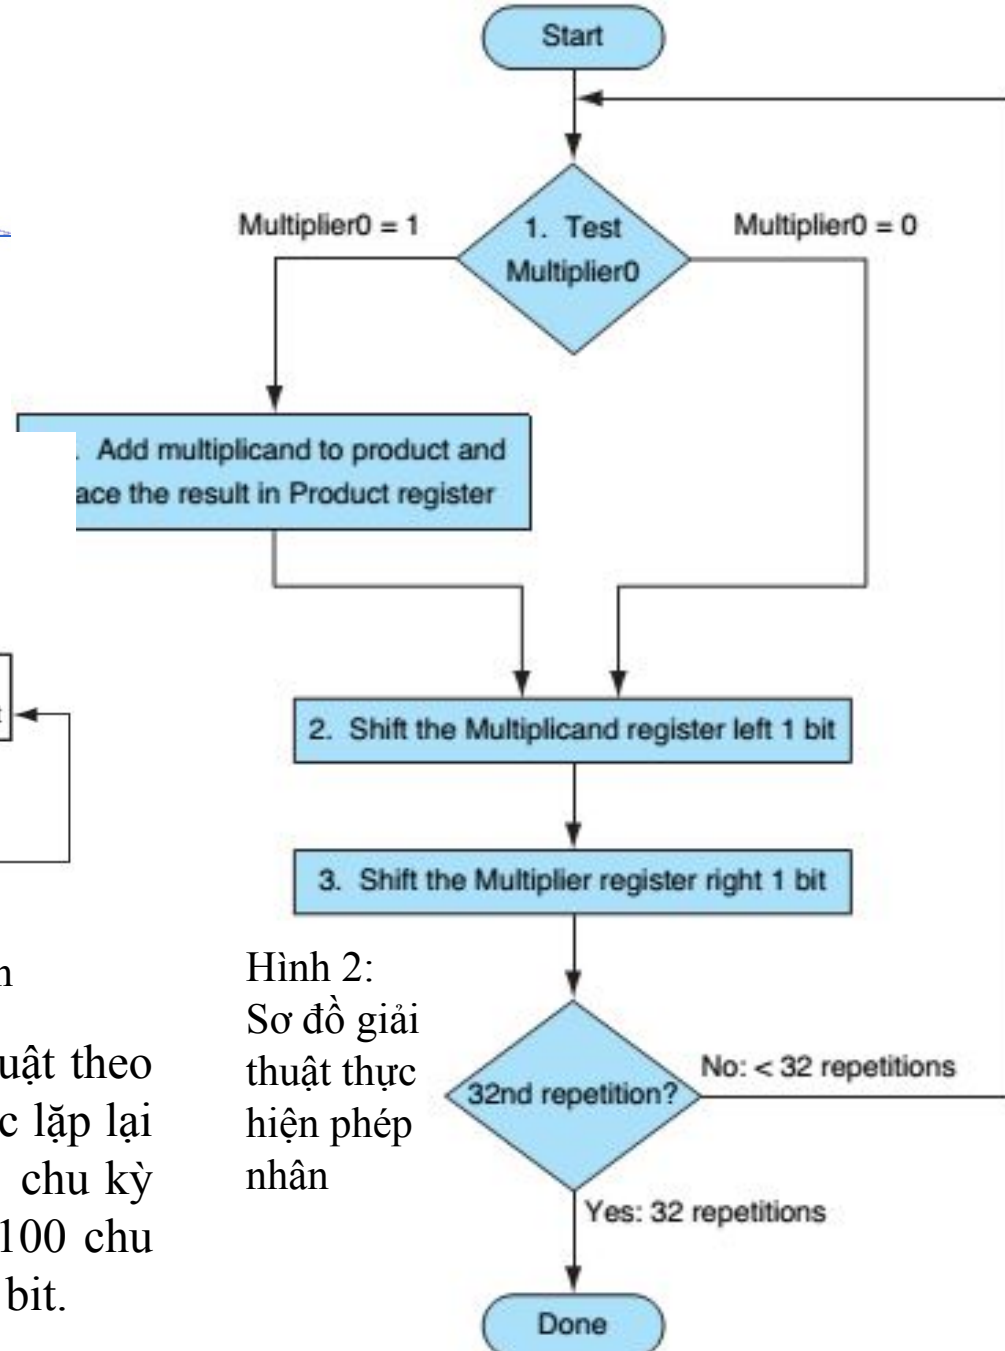 Start
Multiplier0 = 1
1. Test
Multiplier0
Multiplier0 = 0
. Add multiplicand to product and
ace the result in Product register
2. Shift the Multiplicand register left 1 bit
3. Shift the Multiplier register right 1 bit
Hình 2:
Sơ đồ giải
thuật thực
hiện phép
nhân
uật theo
c lặp lại
chu kỳ
100 chu
bit.
32nd repetition?
No: < 32 repetitions
Yes: 32 repetitions
Done